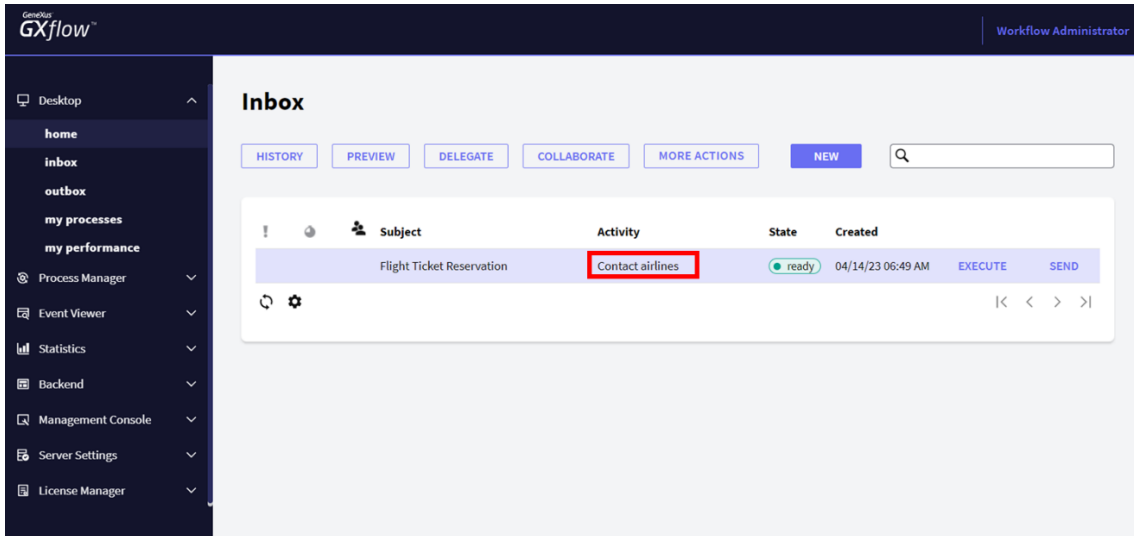 GeneXus
GXflow™
Workflow Administrator
Desktop
home
inbox
outbox
my processes
my performance
Process Manager
Event Viewer
Statistics
Backend
Management Console
Server Settings
License Manager
Inbox
HISTORY PREVIEW DELEGATE COLLABORATE MORE ACTIONS NEW
! Subject Activity State Created
Flight Ticket Reservation Contact airlines ready 04/14/23 06:49 AM EXECUTE SEND